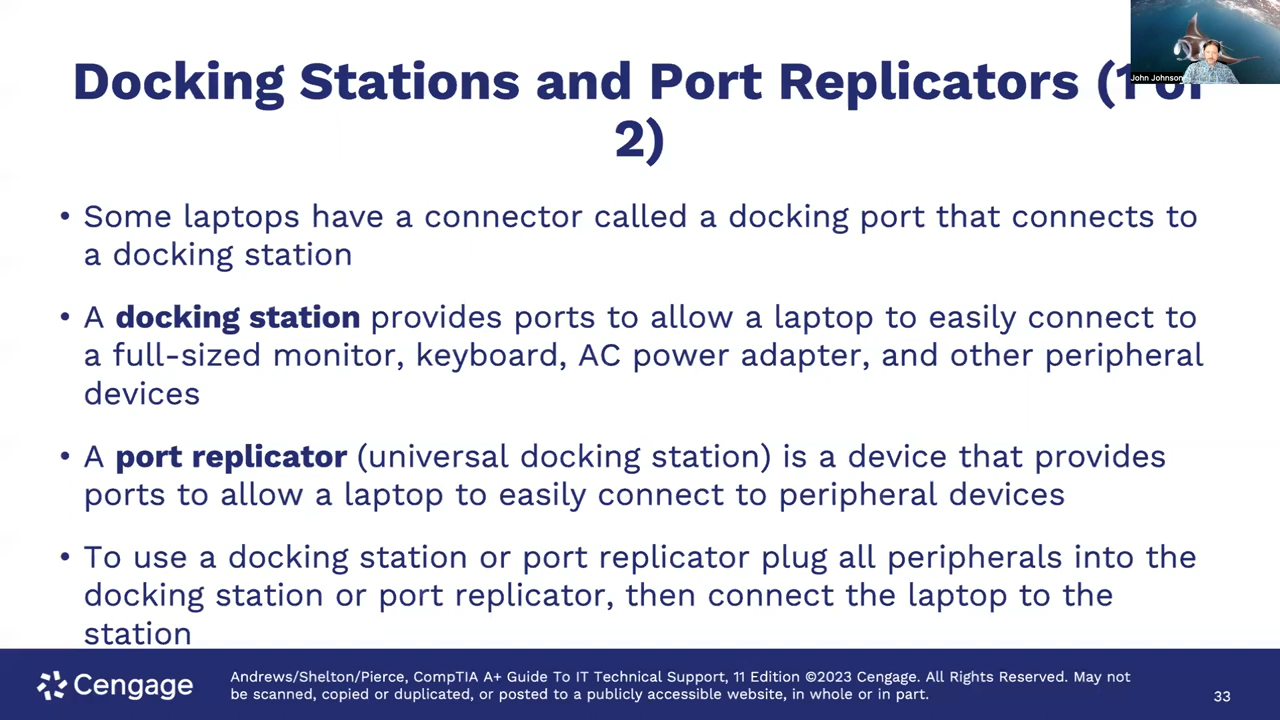 John Johnson
Docking Stations and Port Replicators (1 of
2)
• Some laptops have a connector called a docking port that connects to
a docking station
• A docking station provides ports to allow a laptop to easily connect to
a full-sized monitor, keyboard, AC power adapter, and other peripheral
devices
• A port replicator (universal docking station) is a device that provides
ports to allow a laptop to easily connect to peripheral devices
• To use a docking station or port replicator plug all peripherals into the
docking station or port replicator, then connect the laptop to the
station
Cengage
Andrews/Shelton/Pierce, CompTIA A+ Guide To IT Technical Support, 11 Edition ©2023 Cengage. All Rights Reserved. May not
be scanned, copied or duplicated, or posted to a publicly accessible website, in whole or in part.
33